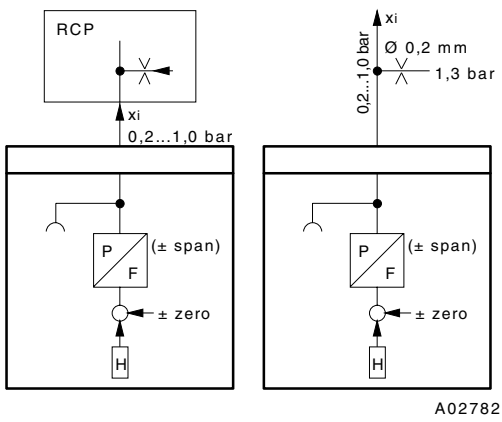 RCP
xi
0,2...1,0 bar
P
F
(± span)
± zero
H
xi
0,2...1,0 bar
Ø 0,2 mm
1,3 bar
P
F
(± span)
± zero
H
A02782